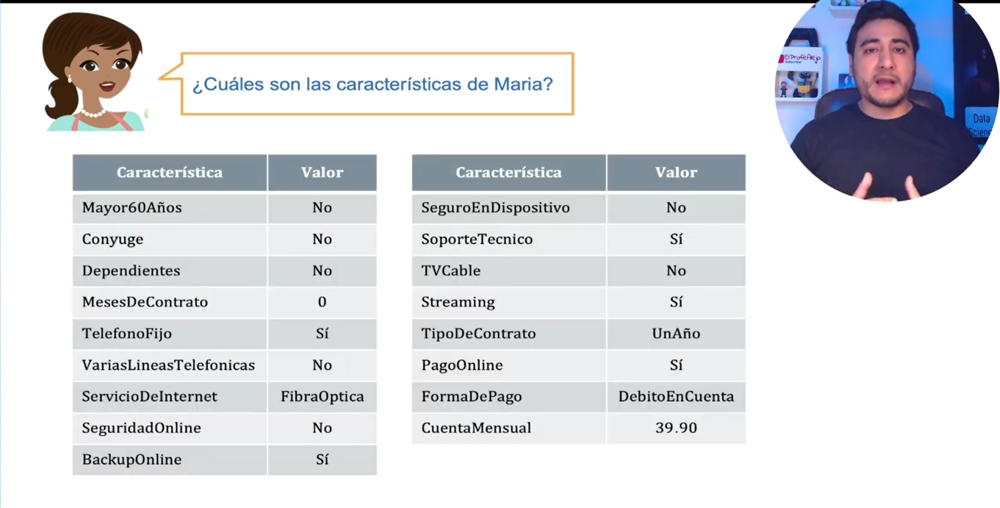 ¿Cuáles son las características de Maria?
ElProfeAlejo
Subscribe!
Data
Scienc
Característica Valor
Mayor60Años No
Conyuge No
Dependientes No
MesesDeContrato 0
TelefonoFijo Sí
VariasLineasTelefonicas No
ServicioDeInternet FibraOptica
SeguridadOnline No
BackupOnline Sí
Característica Valor
SeguroEnDispositivo No
SoporteTecnico Sí
TVCable No
Streaming Sí
TipoDeContrato UnAño
PagoOnline Sí
FormaDePago DebitoEnCuenta
CuentaMensual 39.90